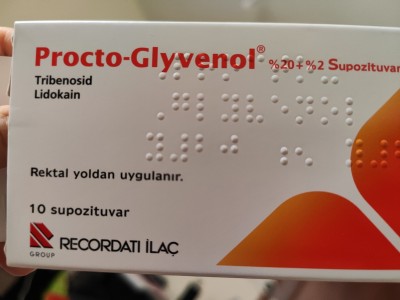 Procto-Glyvenol® %20+%2 Supozituvar
Tribenosid
Lidokain
Rektal yoldan uygulanır.
10 supozituvar
RECORDATI İLAÇ
GROUP